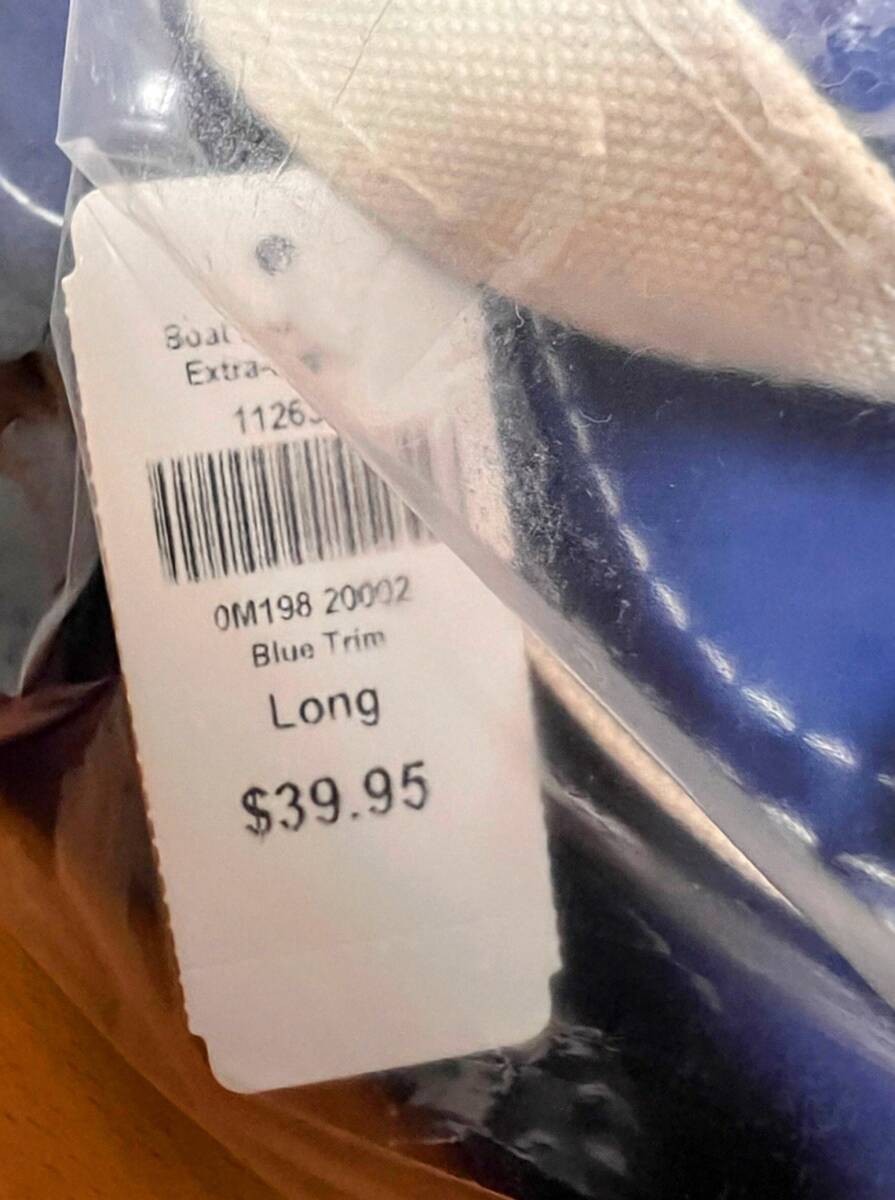 Boat
Extra-
1126
0M198 20002
Blue Trim
Long
$39.95